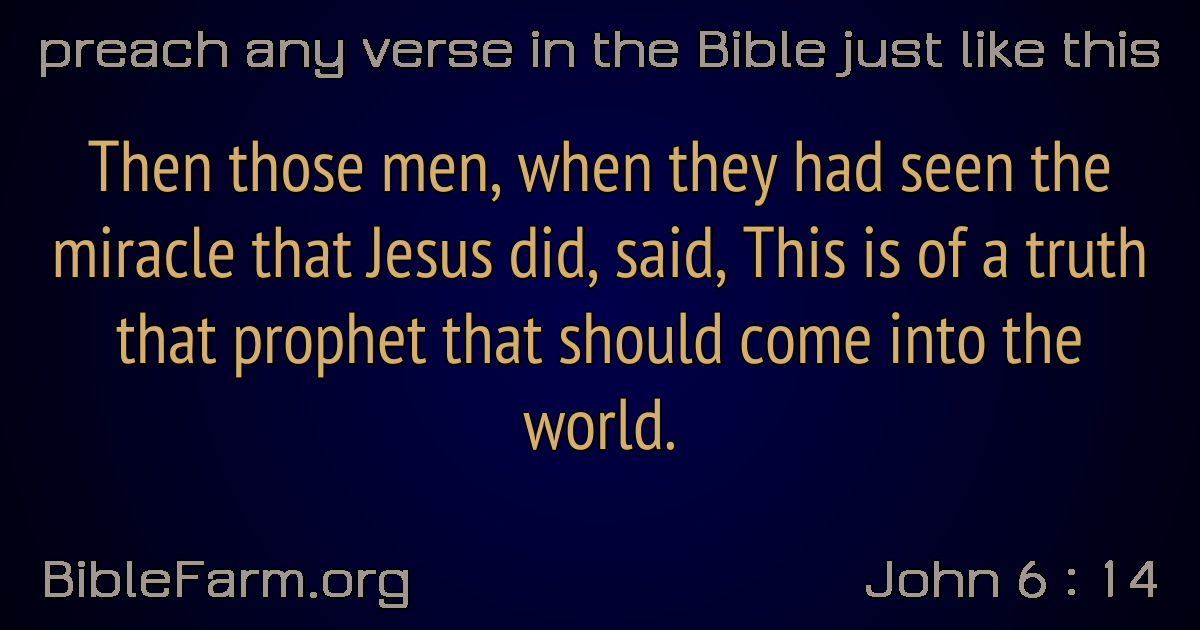 preach any verse in the Bible just like this
Then those men, when they had seen the
miracle that Jesus did, said, This is of a truth
that prophet that should come into the
world.
BibleFarm.org
John 6 : 14